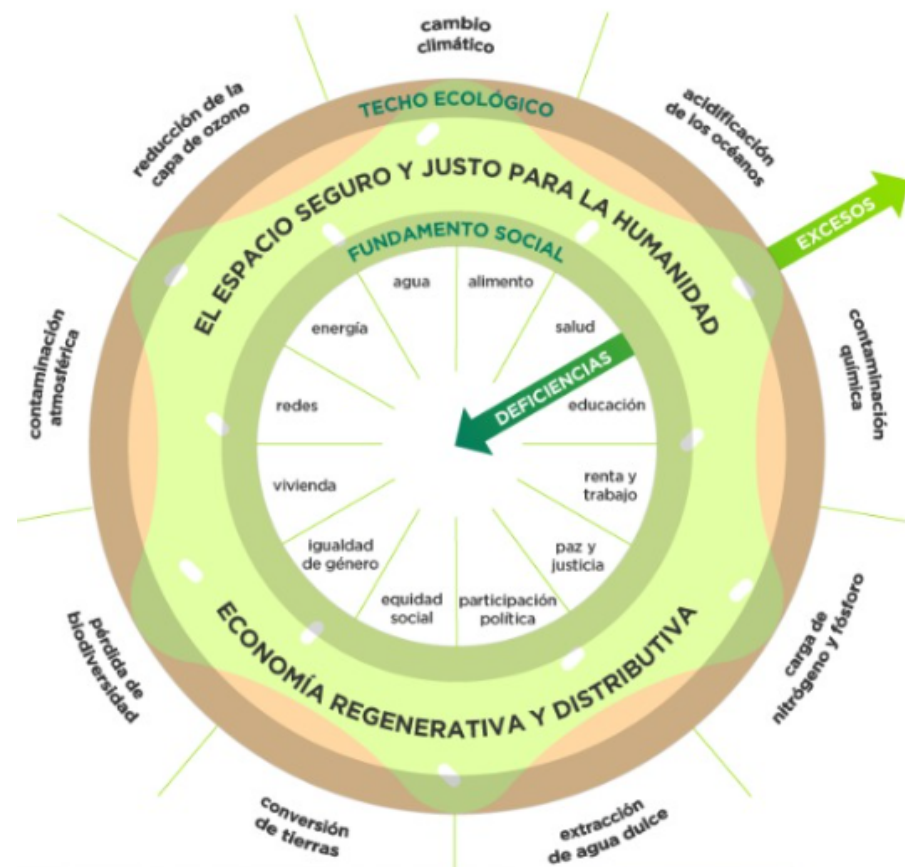 cambio
climático
acidificación
de los océanos
EXCESOS
contaminación
química
carga de
nitrógeno y fósforo
extracción
de agua dulce
conversión
de tierras
pérdida de
biodiversidad
contaminación
atmosférica
reducción de la
capa de ozono
TECHO ECOLÓGICO
EL ESPACIO SEGURO Y JUSTO PARA LA HUMANIDAD
FUNDAMENTO SOCIAL
agua
alimento
salud
DEFICIENCIAS
educación
renta y
trabajo
paz y
justicia
participación
política
equidad
social
igualdad
de género
vivienda
redes
energía
ECONOMÍA REGENERATIVA Y DISTRIBUTIVA